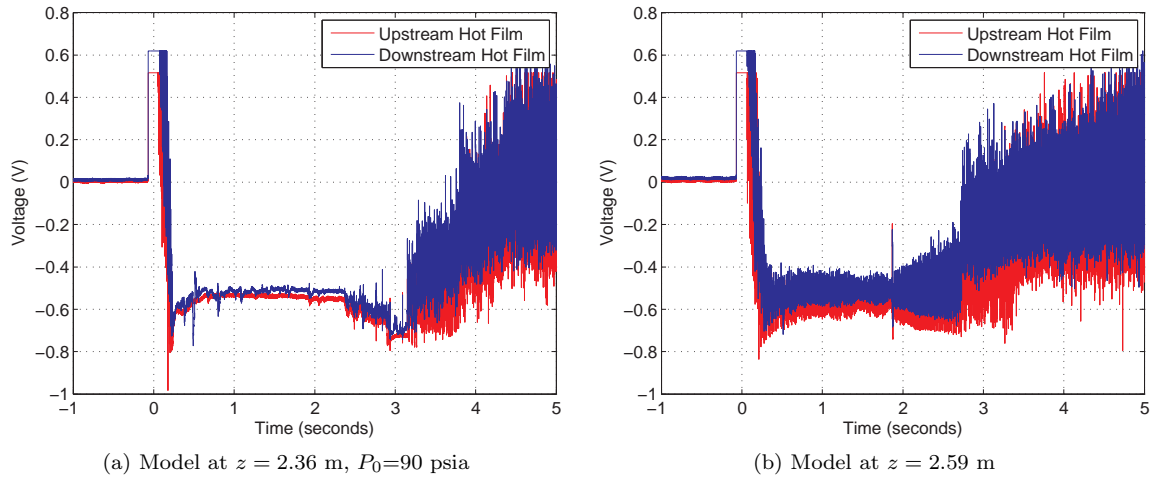 Upstream Hot Film
Downstream Hot Film
0.8
0.6
0.4
0.2
0
−0.2
−0.4
−0.6
−0.8
−1
Voltage (V)
−1 0 1 2 3 4 5
Time (seconds)
(a) Model at z = 2.36 m, P0=90 psia
Upstream Hot Film
Downstream Hot Film
0.8
0.6
0.4
0.2
0
−0.2
−0.4
−0.6
−0.8
−1
Voltage (V)
−1 0 1 2 3 4 5
Time (seconds)
(b) Model at z = 2.59 m